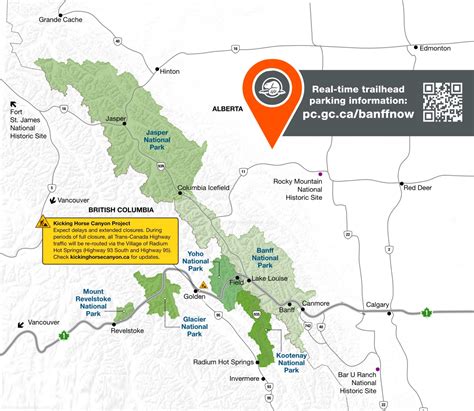 Grande Cache
Hinton
Edmonton
Real-time trailhead
parking information:
pc.gc.ca/banffnow
ALBERTA
Fort
St. James
National
Historic Site
Jasper
Jasper
National
Park
Vancouver
Columbia Icefield
Rocky Mountain
National
Historic Site
Red Deer
BRITISH COLUMBIA
Kicking Horse Canyon Project
Expect delays and extended closures. During
periods of full closure, all Trans-Canada Highway
traffic will be re-routed via the Village of Radium
Hot Springs (Highway 93 South and Highway 95).
Check kickinghorsecanyon.ca for updates.
Yoho
National
Park
Banff
National
Park
Lake Louise
Field
Mount
Revelstoke
National
Park
Golden
Banff
Canmore
Calgary
Glacier
National
Park
Vancouver
1
Revelstoke
1
Radium Hot Springs
Kootenay
National
Park
Invermere
Bar U Ranch
National
Historic Site